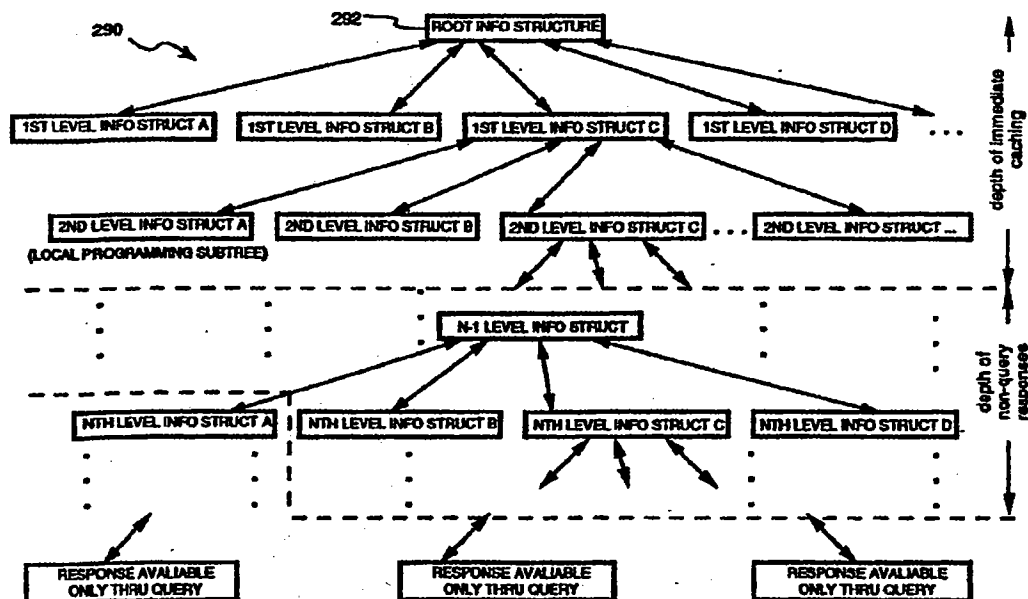 292
ROOT INFO STRUCTURE
290
1ST LEVEL INFO STRUCT A
1ST LEVEL INFO STRUCT B
1ST LEVEL INFO STRUCT C
1ST LEVEL INFO STRUCT D
...
depth of immediate
caching
2ND LEVEL INFO STRUCT A
2ND LEVEL INFO STRUCT B
2ND LEVEL INFO STRUCT C
...
2ND LEVEL INFO STRUCT ...
(LOCAL PROGRAMMING SUBTREE)
N-1 LEVEL INFO STRUCT
depth of
non-query
responses
NTH LEVEL INFO STRUCT A
NTH LEVEL INFO STRUCT B
NTH LEVEL INFO STRUCT C
NTH LEVEL INFO STRUCT D
RESPONSE AVALIABLE
ONLY THRU QUERY
RESPONSE AVALIABLE
ONLY THRU QUERY
RESPONSE AVALIABLE
ONLY THRU QUERY